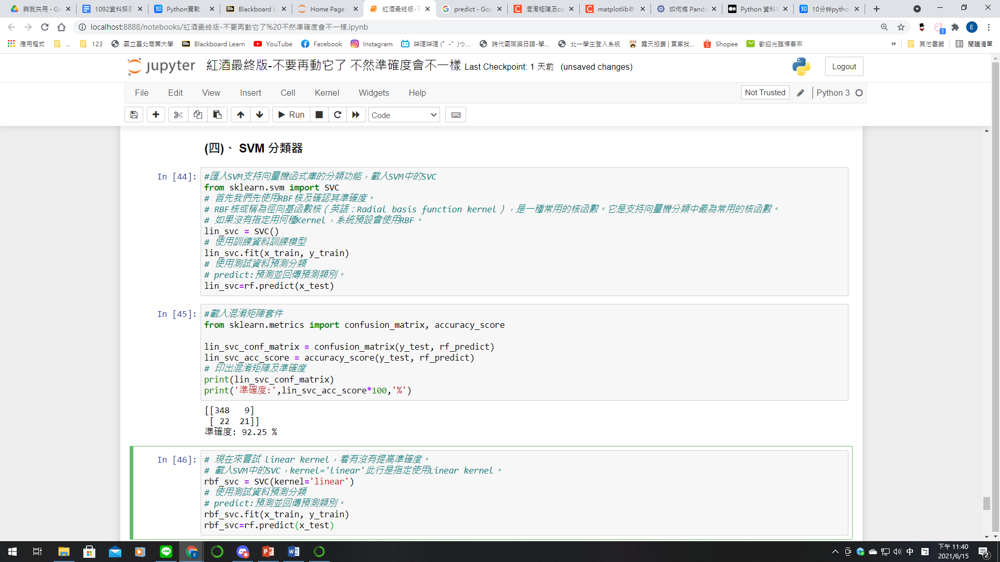 與我共用 - Go
1092資料探勘
Python實戰：
Blackboard L
Home Page -
紅酒最終版-不
predict - Goo
混淆矩陣及co
matplotlib命
如何將 Panda
Python 資料
10分钟pytho
localhost:8888/notebooks/紅酒最終版-不要再動它了%20不然準確度會不一樣.ipynb
應用程式
...
123
國立臺北商業大學
Blackboard Learn
YouTube
Facebook
Instagram
哔哩哔哩 (゜-゜)つ...
時代國際英日語-學...
北一學生登入系統
露天拍賣 | 買家找...
Shopee
歡迎光臨博客來
»
其他書籤
閱讀清單
jupyter 紅酒最終版-不要再動它了 不然準確度會不一樣 Last Checkpoint: 1 天前 (unsaved changes)
Logout
File Edit View Insert Cell Kernel Widgets Help
Not Trusted
Python 3
Run
Code
(四)、 SVM 分類器
In [44]:
#匯入SVM支持向量機函式庫的分類功能，載入SVM中的SVC
from sklearn.svm import SVC
# 首先我們先使用RBF核及確認其準確度。
# RBF核或稱為徑向基函數核（英語：Radial basis function kernel），是一種常用的核函數。它是支持向量機分類中最為常用的核函數。
# 如果沒有指定用何種Kernel，系統預設會使用RBF。
lin_svc = SVC()
# 使用訓練資料訓練模型
lin_svc.fit(x_train, y_train)
# 使用測試資料預測分類
# predict:預測並回傳預測類別。
lin_svc=rf.predict(x_test)
In [45]:
#載入混淆矩陣套件
from sklearn.metrics import confusion_matrix, accuracy_score
lin_svc_conf_matrix = confusion_matrix(y_test, rf_predict)
lin_svc_acc_score = accuracy_score(y_test, rf_predict)
# 印出混淆矩陣及準確度
print(lin_svc_conf_matrix)
print('準確度:',lin_svc_acc_score*100,'%')
[[348   9]
 [ 22  21]]
準確度: 92.25 %
In [46]:
# 現在來嘗試 linear kernel，看有沒有提高準確度。
# 載入SVM中的SVC，kernel='linear'此行是指定使用Linear kernel。
rbf_svc = SVC(kernel='linear')
# 使用測試資料預測分類
# predict:預測並回傳預測類別。
rbf_svc.fit(x_train, y_train)
rbf_svc=rf.predict(x_test)
中
下午 11:40
2021/6/15
2